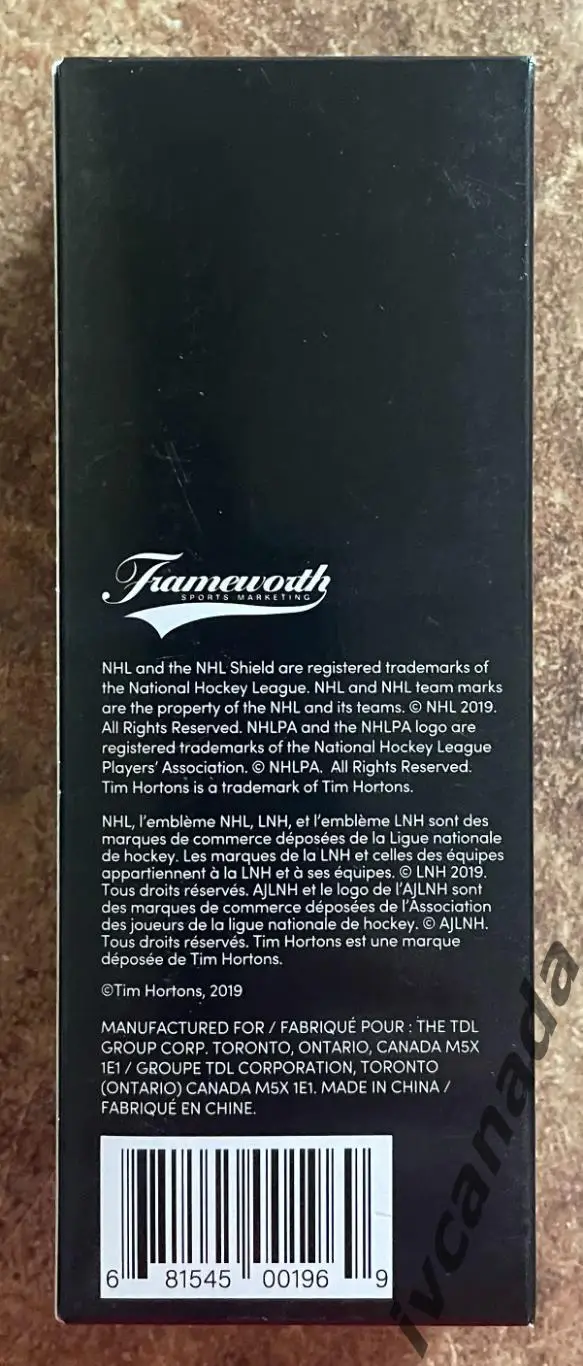 Frameworth
SPORTS MARKETING
NHL and the NHL Shield are registered trademarks of
the National Hockey League. NHL and NHL team marks
are the property of the NHL and its teams. © NHL 2019.
All Rights Reserved. NHLPA and the NHLPA logo are
registered trademarks of the National Hockey League
Players' Association. © NHLPA. All Rights Reserved.
Tim Hortons is a trademark of Tim Hortons.
NHL, l'emblème NHL, LNH, et l'emblème LNH sont des
marques de commerce déposées de la Ligue nationale
de hockey. Les marques de la LNH et celles des équipes
appartiennent à la LNH et à ses équipes. © LNH 2019.
Tous droits réservés. AJLNH et le logo de l'AJLNH sont
des marques de commerce déposées de l'Association
des joueurs de la ligue nationale de hockey. © AJLNH.
Tous droits réservés. Tim Hortons est une marque
déposée de Tim Hortons.
©Tim Hortons, 2019
MANUFACTURED FOR / FABRIQUÉ POUR : THE TDL
GROUP CORP. TORONTO, ONTARIO, CANADA M5X
1E1 / GROUPE TDL CORPORATION, TORONTO
(ONTARIO) CANADA M5X 1E1. MADE IN CHINA /
FABRIQUÉ EN CHINE.
6 81545 00196 9
ivcanada